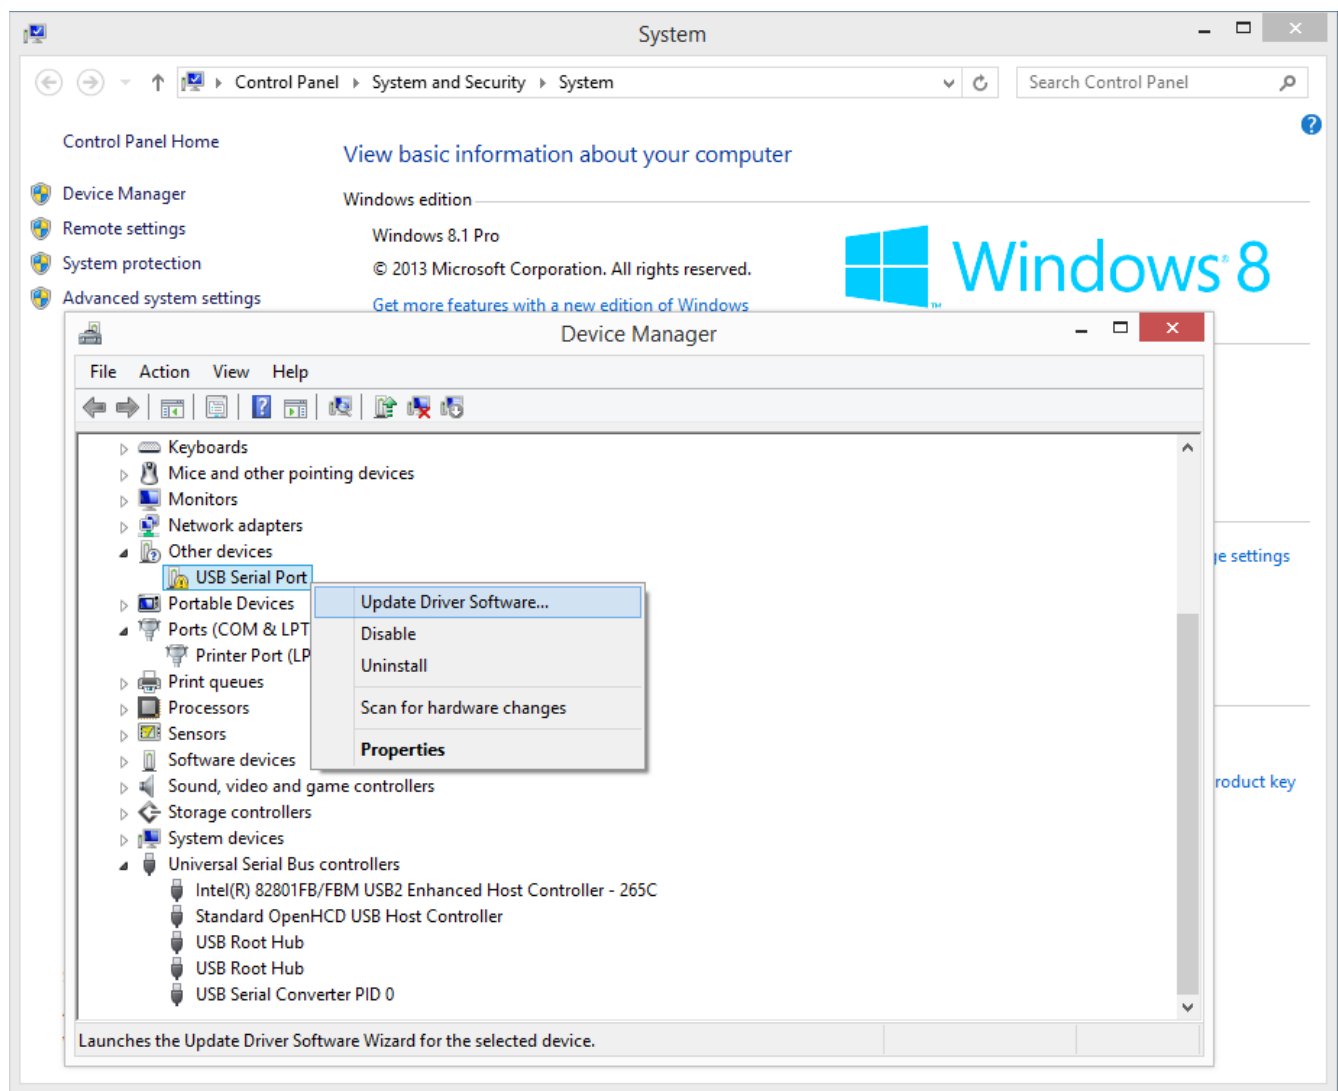 System
Control Panel System and Security System
Search Control Panel
Control Panel Home
Device Manager
Remote settings
System protection
Advanced system settings
View basic information about your computer
Windows edition
Windows 8.1 Pro
© 2013 Microsoft Corporation. All rights reserved.
Get more features with a new edition of Windows
Windows 8
™
Device Manager
File Action View Help
Keyboards
Mice and other pointing devices
Monitors
Network adapters
Other devices
USB Serial Port
Portable Devices
Ports (COM & LPT
Printer Port (LP
Print queues
Processors
Sensors
Software devices
Sound, video and game controllers
Storage controllers
System devices
Universal Serial Bus controllers
Intel(R) 82801FB/FBM USB2 Enhanced Host Controller - 265C
Standard OpenHCD USB Host Controller
USB Root Hub
USB Root Hub
USB Serial Converter PID 0
Update Driver Software...
Disable
Uninstall
Scan for hardware changes
Properties
settings
roduct key
Launches the Update Driver Software Wizard for the selected device.